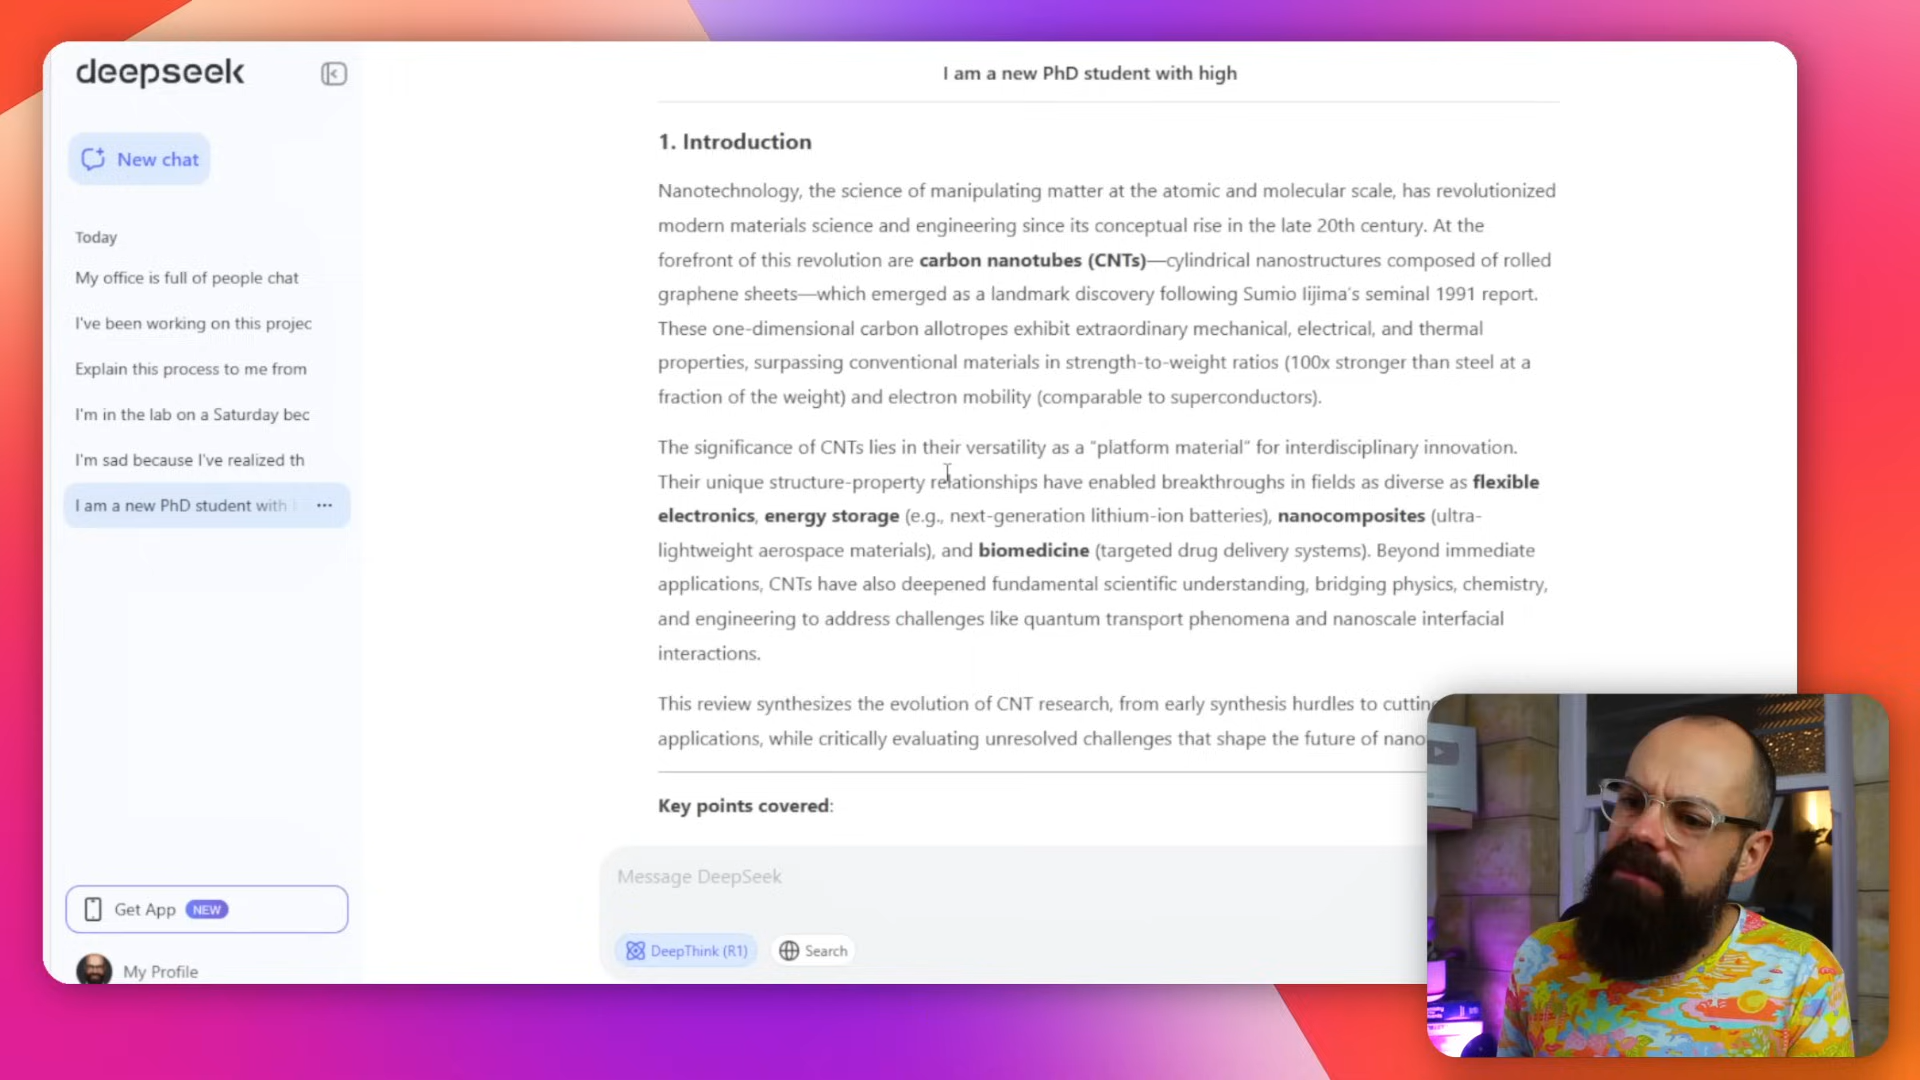 deepseek
New chat
Today
My office is full of people chat
I've been working on this projec
Explain this process to me from
I'm in the lab on a Saturday bec
I'm sad because I've realized th
I am a new PhD student with
Get App NEW
My Profile
I am a new PhD student with high
1. Introduction
Nanotechnology, the science of manipulating matter at the atomic and molecular scale, has revolutionized
modern materials science and engineering since its conceptual rise in the late 20th century. At the
forefront of this revolution are carbon nanotubes (CNTs)—cylindrical nanostructures composed of rolled
graphene sheets—which emerged as a landmark discovery following Sumio Iijima's seminal 1991 report.
These one-dimensional carbon allotropes exhibit extraordinary mechanical, electrical, and thermal
properties, surpassing conventional materials in strength-to-weight ratios (100x stronger than steel at a
fraction of the weight) and electron mobility (comparable to superconductors).
The significance of CNTs lies in their versatility as a "platform material" for interdisciplinary innovation.
Their unique structure-property relationships have enabled breakthroughs in fields as diverse as flexible
electronics, energy storage (e.g., next-generation lithium-ion batteries), nanocomposites (ultra-
lightweight aerospace materials), and biomedicine (targeted drug delivery systems). Beyond immediate
applications, CNTs have also deepened fundamental scientific understanding, bridging physics, chemistry,
and engineering to address challenges like quantum transport phenomena and nanoscale interfacial
interactions.
This review synthesizes the evolution of CNT research, from early synthesis hurdles to cutting
applications, while critically evaluating unresolved challenges that shape the future of nano
Key points covered:
Message DeepSeek
DeepThink (R1) Search